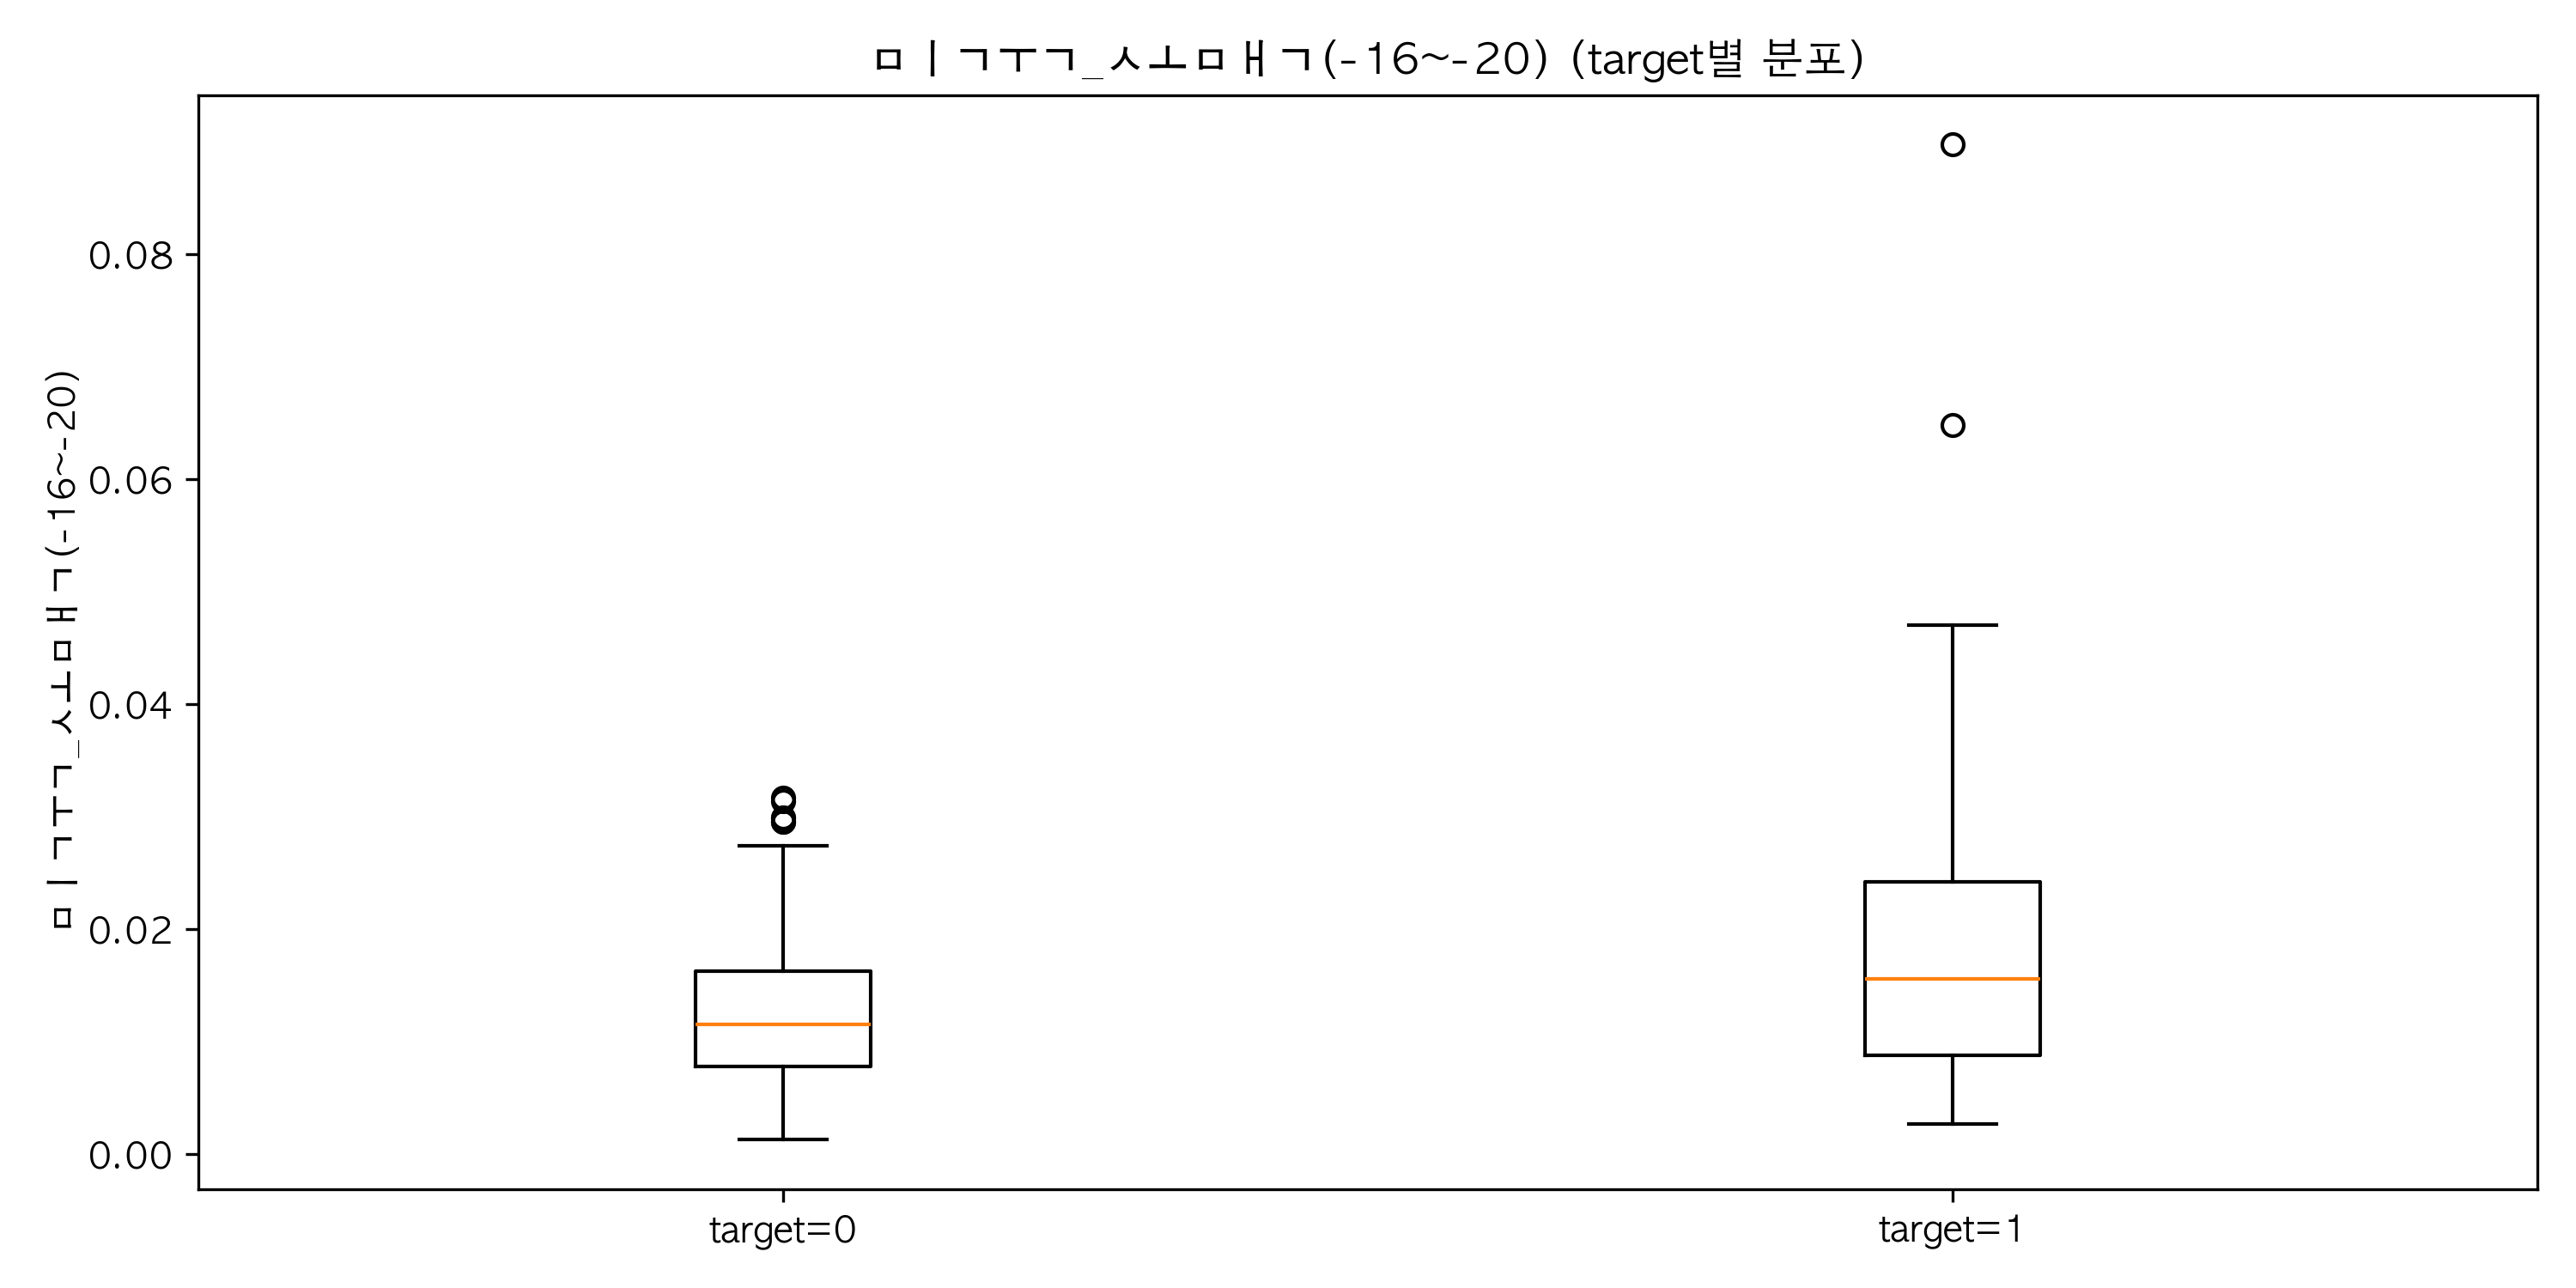 ㅁㅣㄱㅜㄱ_ㅅㅗㅁㅐㄱ(-16~-20) (target별 분포)
ㅁㅣㄱㅜㄱ_ㅅㅗㅁㅐㄱ(-16~-20)
0.08
0.06
0.04
0.02
0.00
target=0
target=1